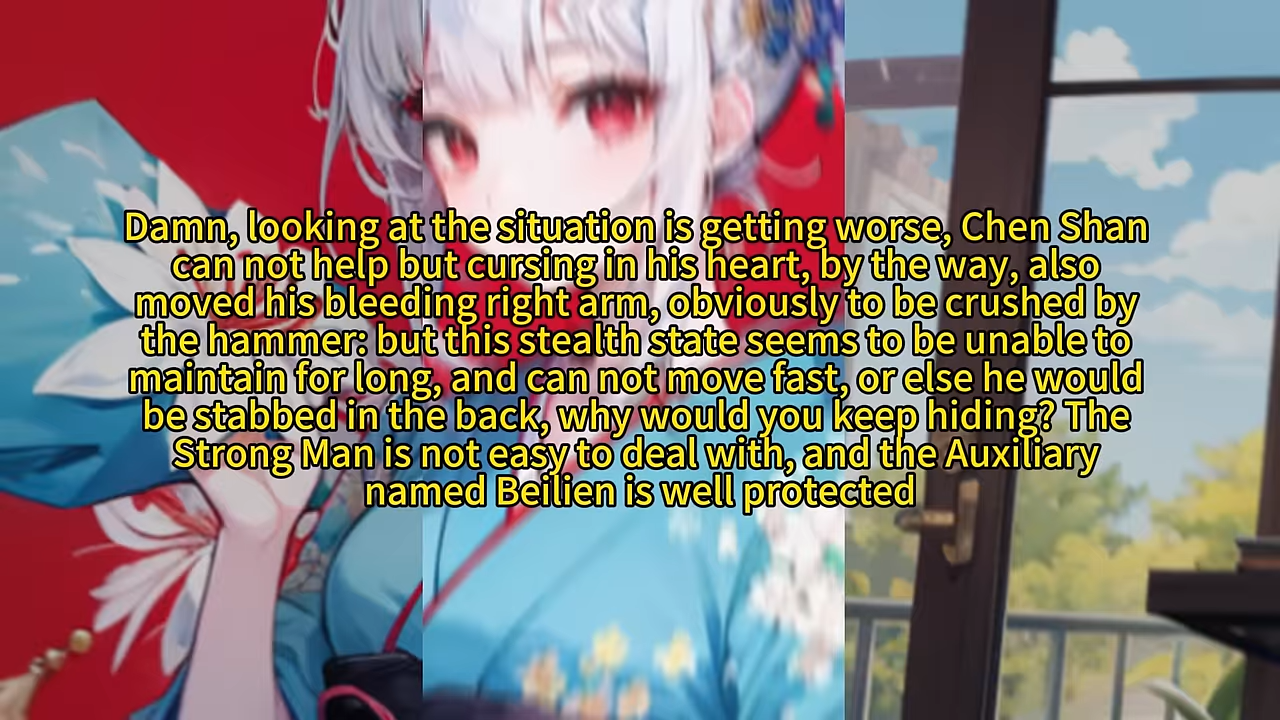 Damn, looking at the situation is getting worse, Chen Shan
can not help but cursing in his heart, by the way, also
moved his bleeding right arm, obviously to be crushed by
the hammer: but this stealth state seems to be unable to
maintain for long, and can not move fast, or else he would
be stabbed in the back, why would you keep hiding? The
Strong Man is not easy to deal with, and the Auxiliary
named Beilien is well protected